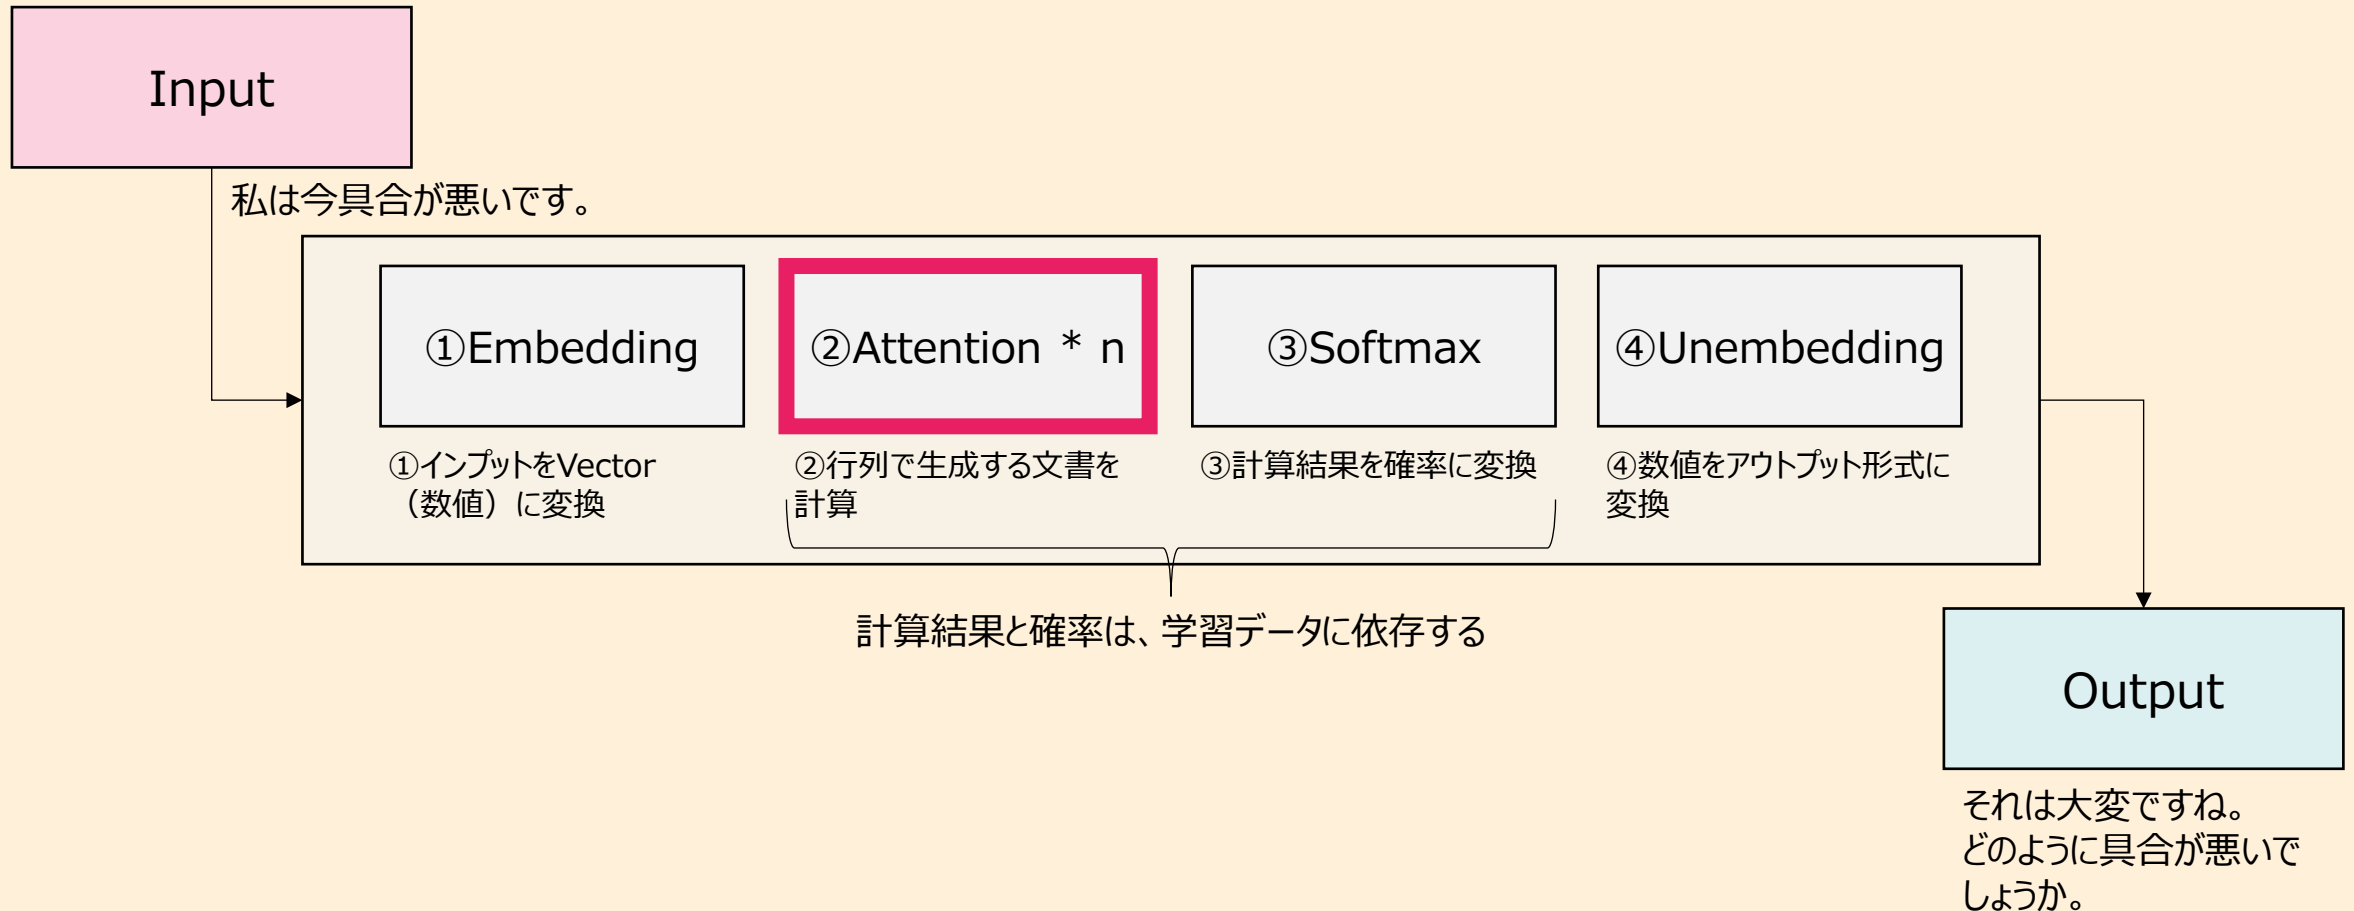 Input
私は今具合が悪いです。
①Embedding
②Attention * n
③Softmax
④Unembedding
①インプットをVector
（数値）に変換
②行列で生成する文書を
計算
③計算結果を確率に変換
④数値をアウトプット形式に
変換
計算結果と確率は、学習データに依存する
Output
それは大変ですね。
どのように具合が悪いで
しょうか。